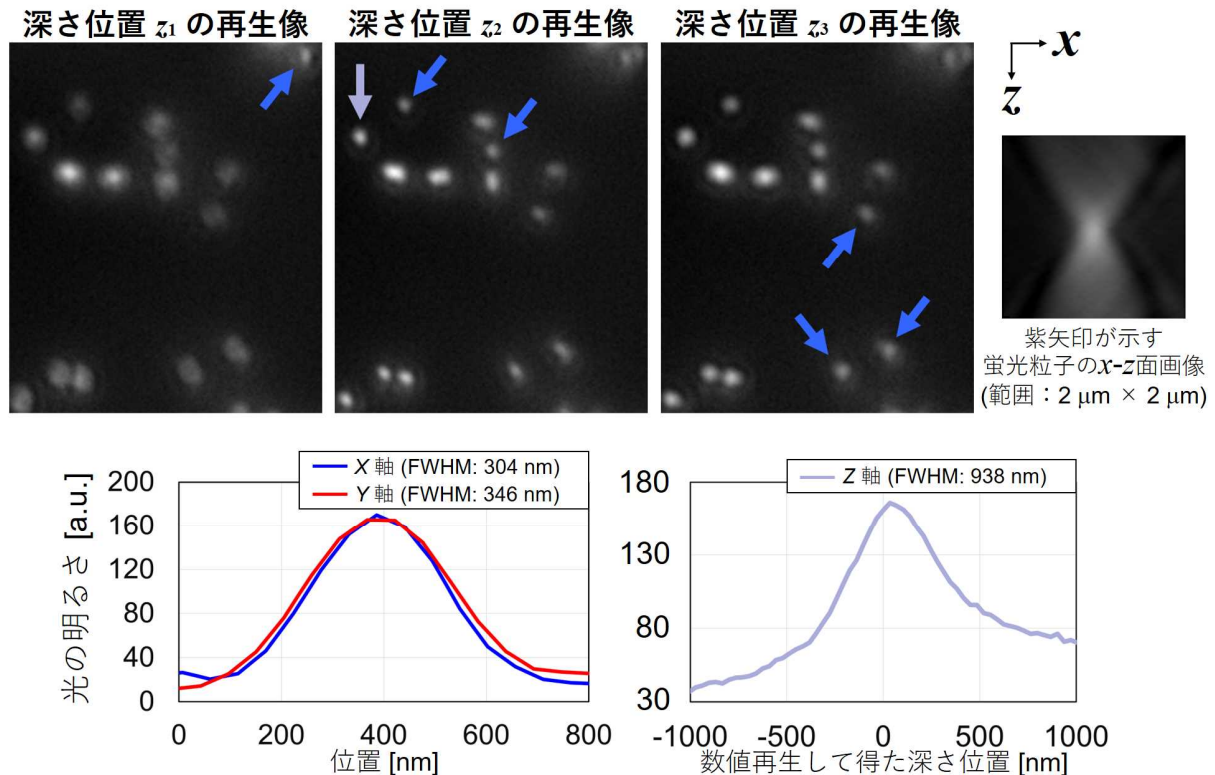 深さ位置 z1 の再生像
深さ位置 z2 の再生像
深さ位置 z3 の再生像
x
z
紫矢印が示す
蛍光粒子のx-z面画像
(範囲：2 μm × 2 μm)
光の明るさ [a.u.]
X 軸 (FWHM: 304 nm)
Y 軸 (FWHM: 346 nm)
200
160
120
80
40
0
0 200 400 600 800
位置 [nm]
Z 軸 (FWHM: 938 nm)
180
130
80
30
-1000 -500 0 500 1000
数値再生して得た深さ位置 [nm]